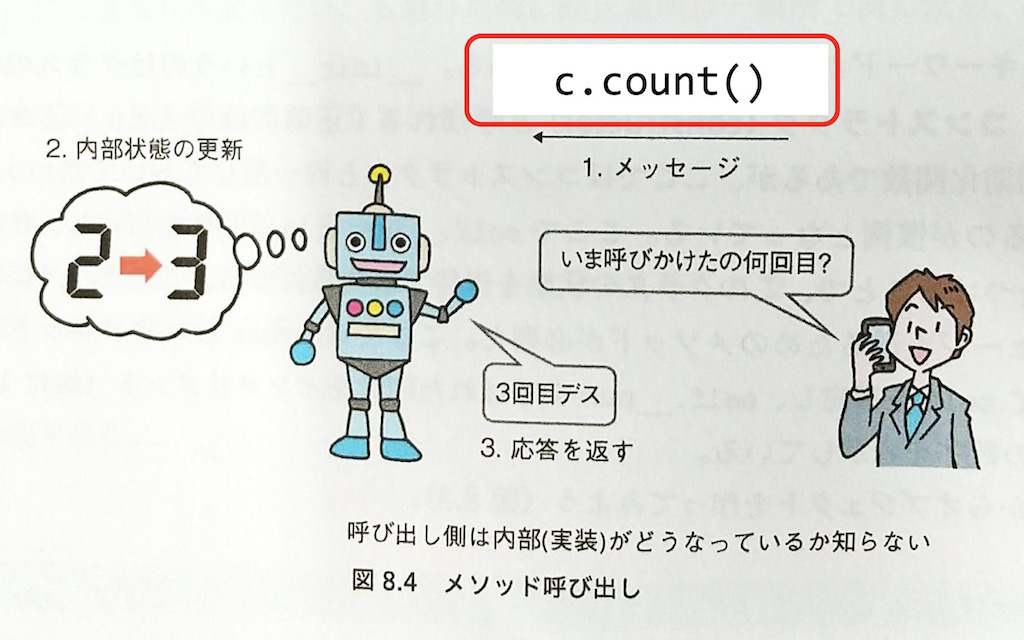 c.count()
1. メッセージ
2. 内部状態の更新
2 3
いま呼びかけたの何回目?
3回目デス
3. 応答を返す
呼び出し側は内部(実装)がどうなっているか知らない
図 8.4 メソッド呼び出し